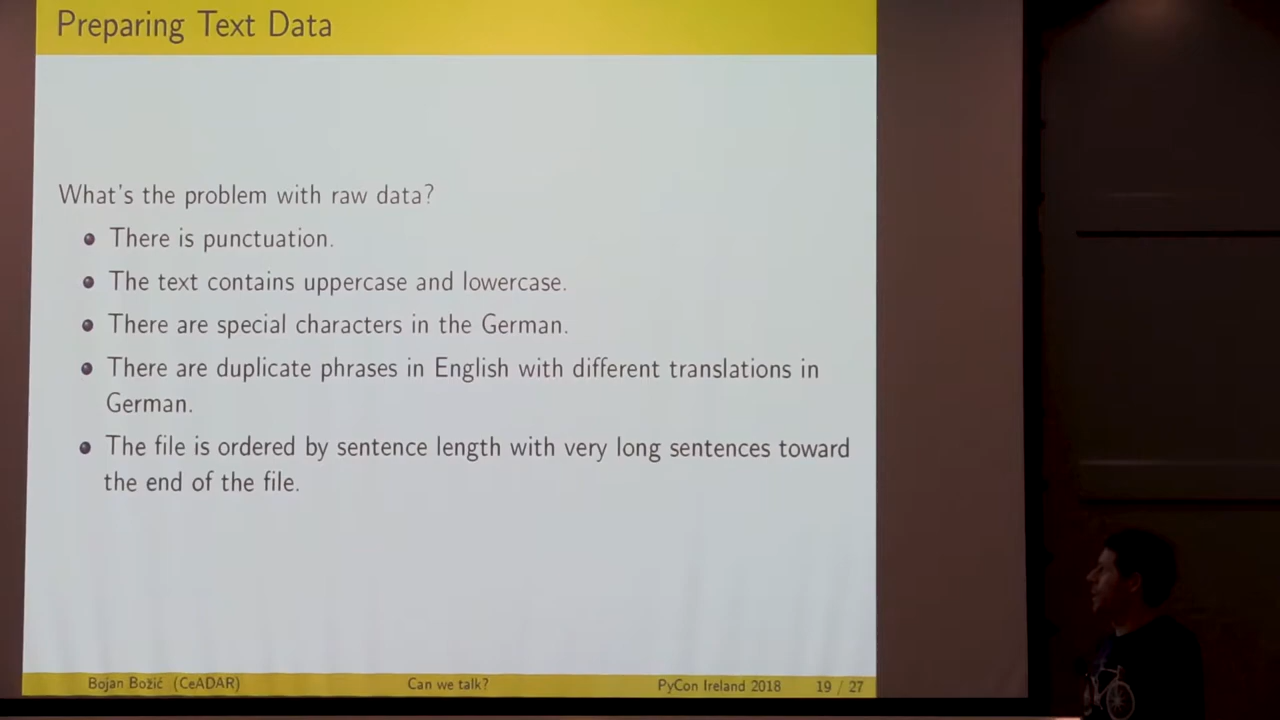 Preparing Text Data
What's the problem with raw data?
There is punctuation.
The text contains uppercase and lowercase.
There are special characters in the German.
There are duplicate phrases in English with different translations in
German.
The file is ordered by sentence length with very long sentences toward
the end of the file.
Bojan Božić (CeADAR) Can we talk? PyCon Ireland 2018 19 / 27